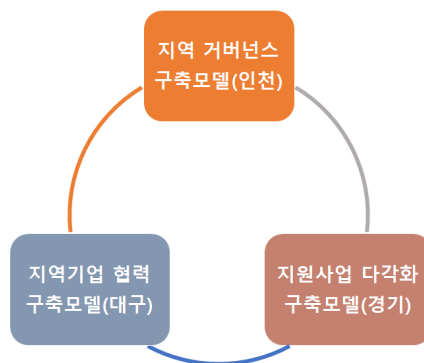 지역 거버넌스
구축모델(인천)
지역기업 협력
구축모델(대구)
지원사업 다각화
구축모델(경기)